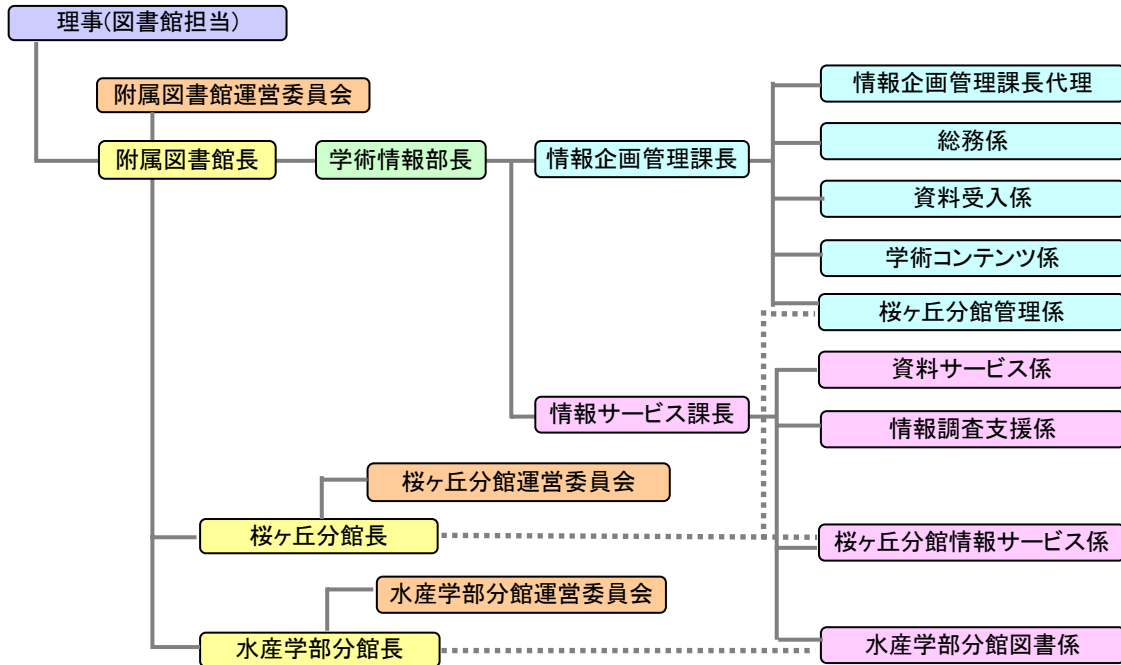 理事(図書館担当)
附属図書館運営委員会
附属図書館長
学術情報部長
情報企画管理課長
情報企画管理課長代理
総務係
資料受入係
学術コンテンツ係
桜ヶ丘分館管理係
情報サービス課長
資料サービス係
情報調査支援係
桜ヶ丘分館情報サービス係
水産学部分館図書係
桜ヶ丘分館運営委員会
桜ヶ丘分館長
水産学部分館運営委員会
水産学部分館長